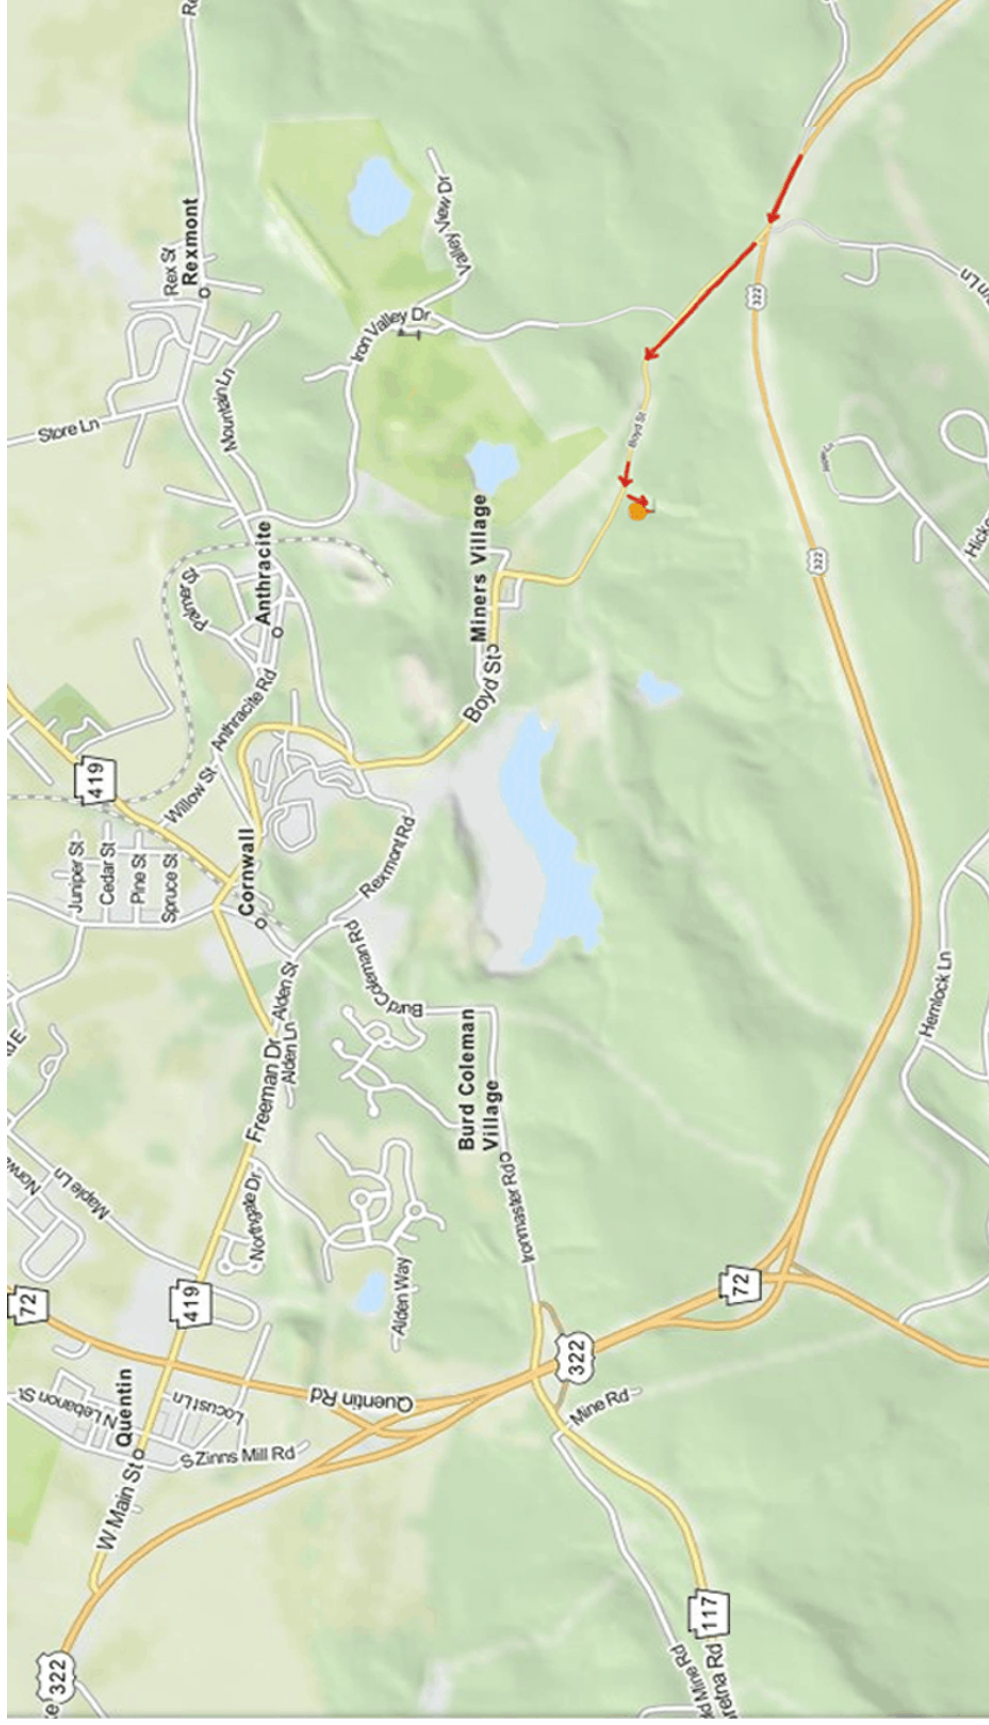 322
W Main St
Quentin
N Lebanon St
Locust Ln
S Zinns Mill Rd
72
419
Quentin Rd
Alden Way
Northgate Dr
Maple Ln
Freeman Dr
Alden Ln
Alden St
322
Mine Rd
117
72
Ironmaster Rd
Burd Coleman
Village
Burd Coleman Rd
Rexmont Rd
Hemlock Ln
Cornwall
Juniper St
Cedar St
Pine St
Spruce St
419
Willow St
Anthracite Rd
Palmer St
Anthracite
Boyd St
Miners Village
322
Boyd St
322
Store Ln
Mountain Ln
Iron Valley Dr
Valley View Dr
Rex St
Rexmont